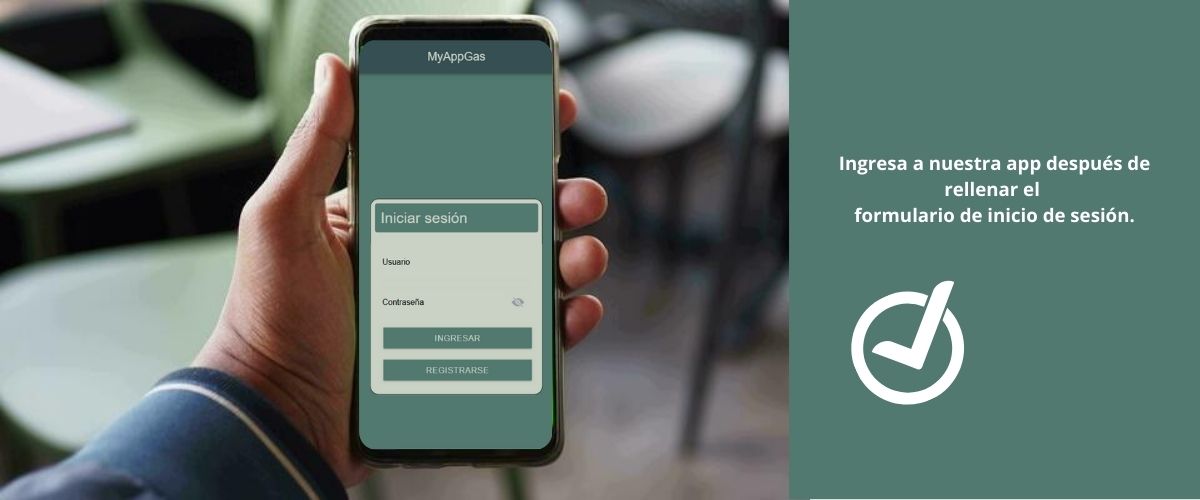 MyAppGas
Iniciar sesión
Usuario
Contraseña
INGRESAR
REGISTRARSE
Ingresa a nuestra app después de
rellenar el
formulario de inicio de sesión.